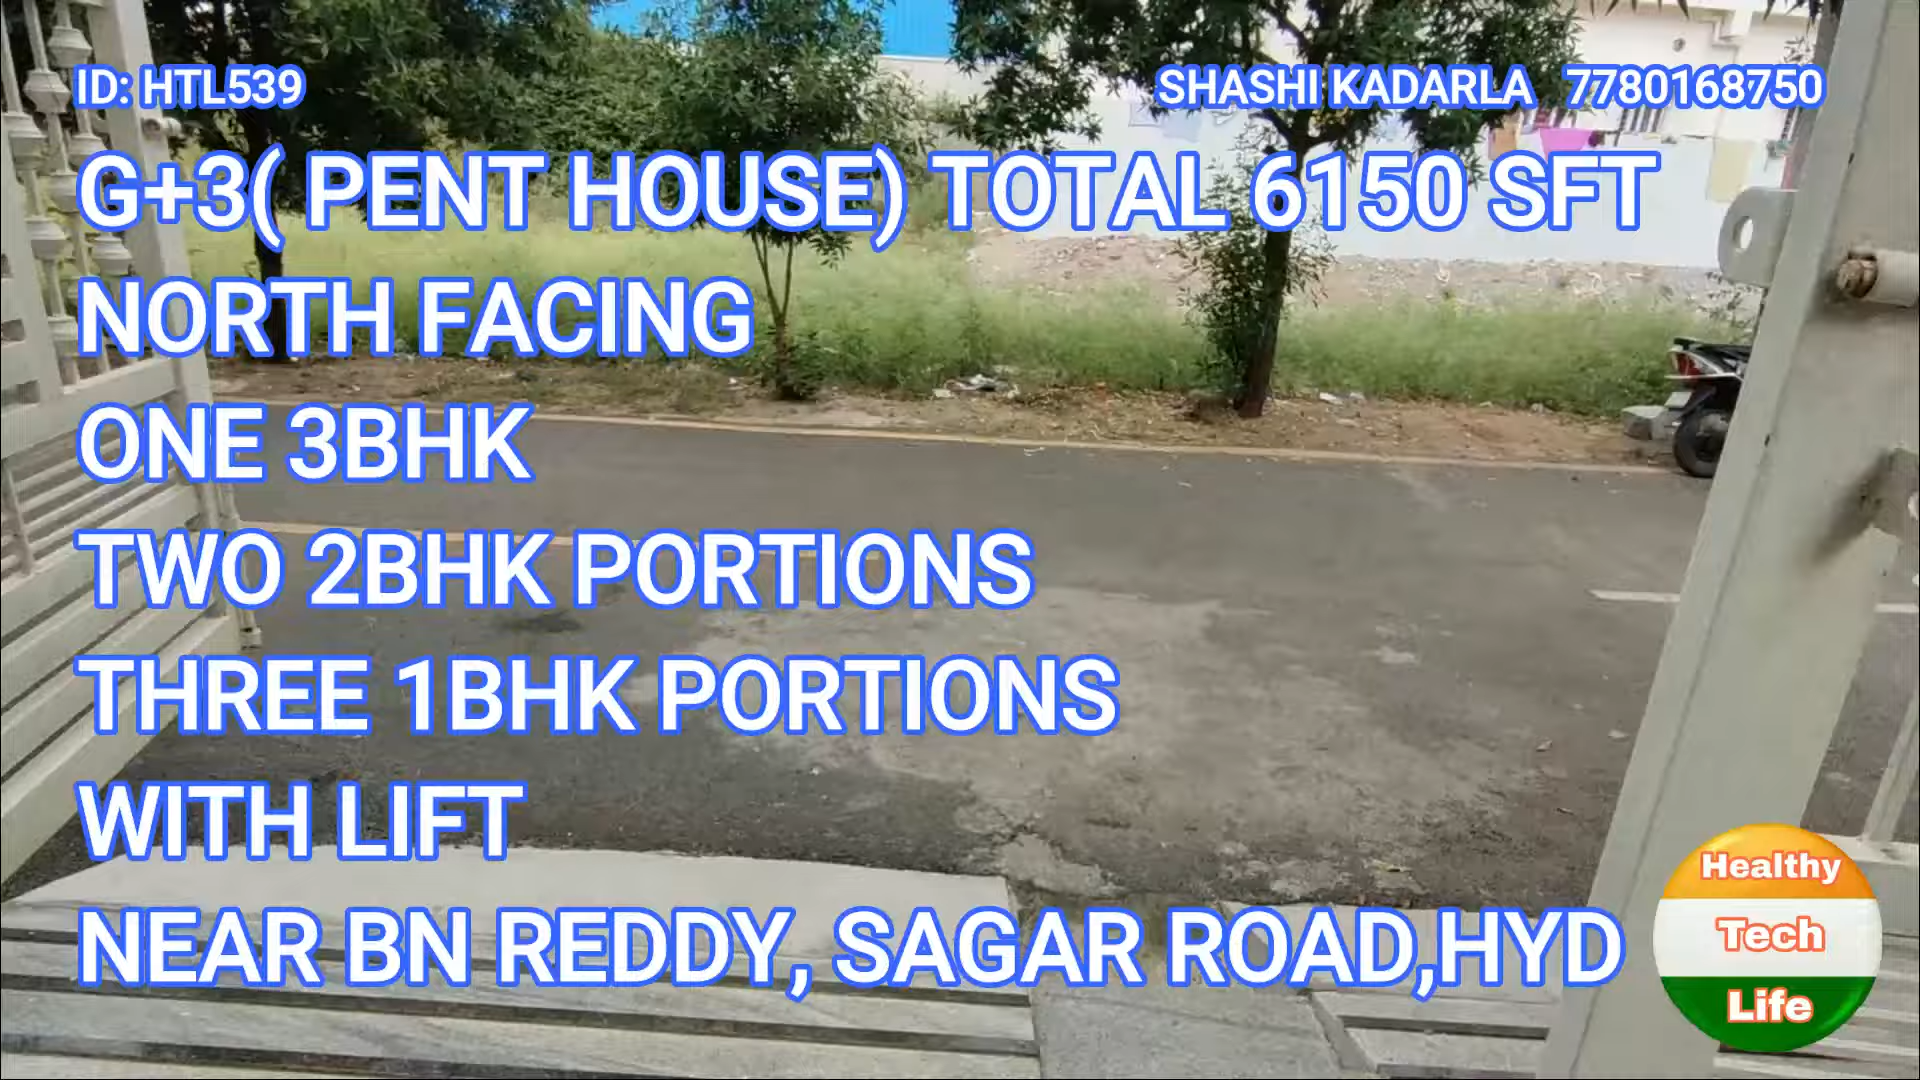 ID: HTL539
SHASHI KADARLA 7780168750
G+3( PENT HOUSE) TOTAL 6150 SFT
NORTH FACING
ONE 3BHK
TWO 2BHK PORTIONS
THREE 1BHK PORTIONS
WITH LIFT
NEAR BN REDDY, SAGAR ROAD,HYD
Healthy
Tech
Life